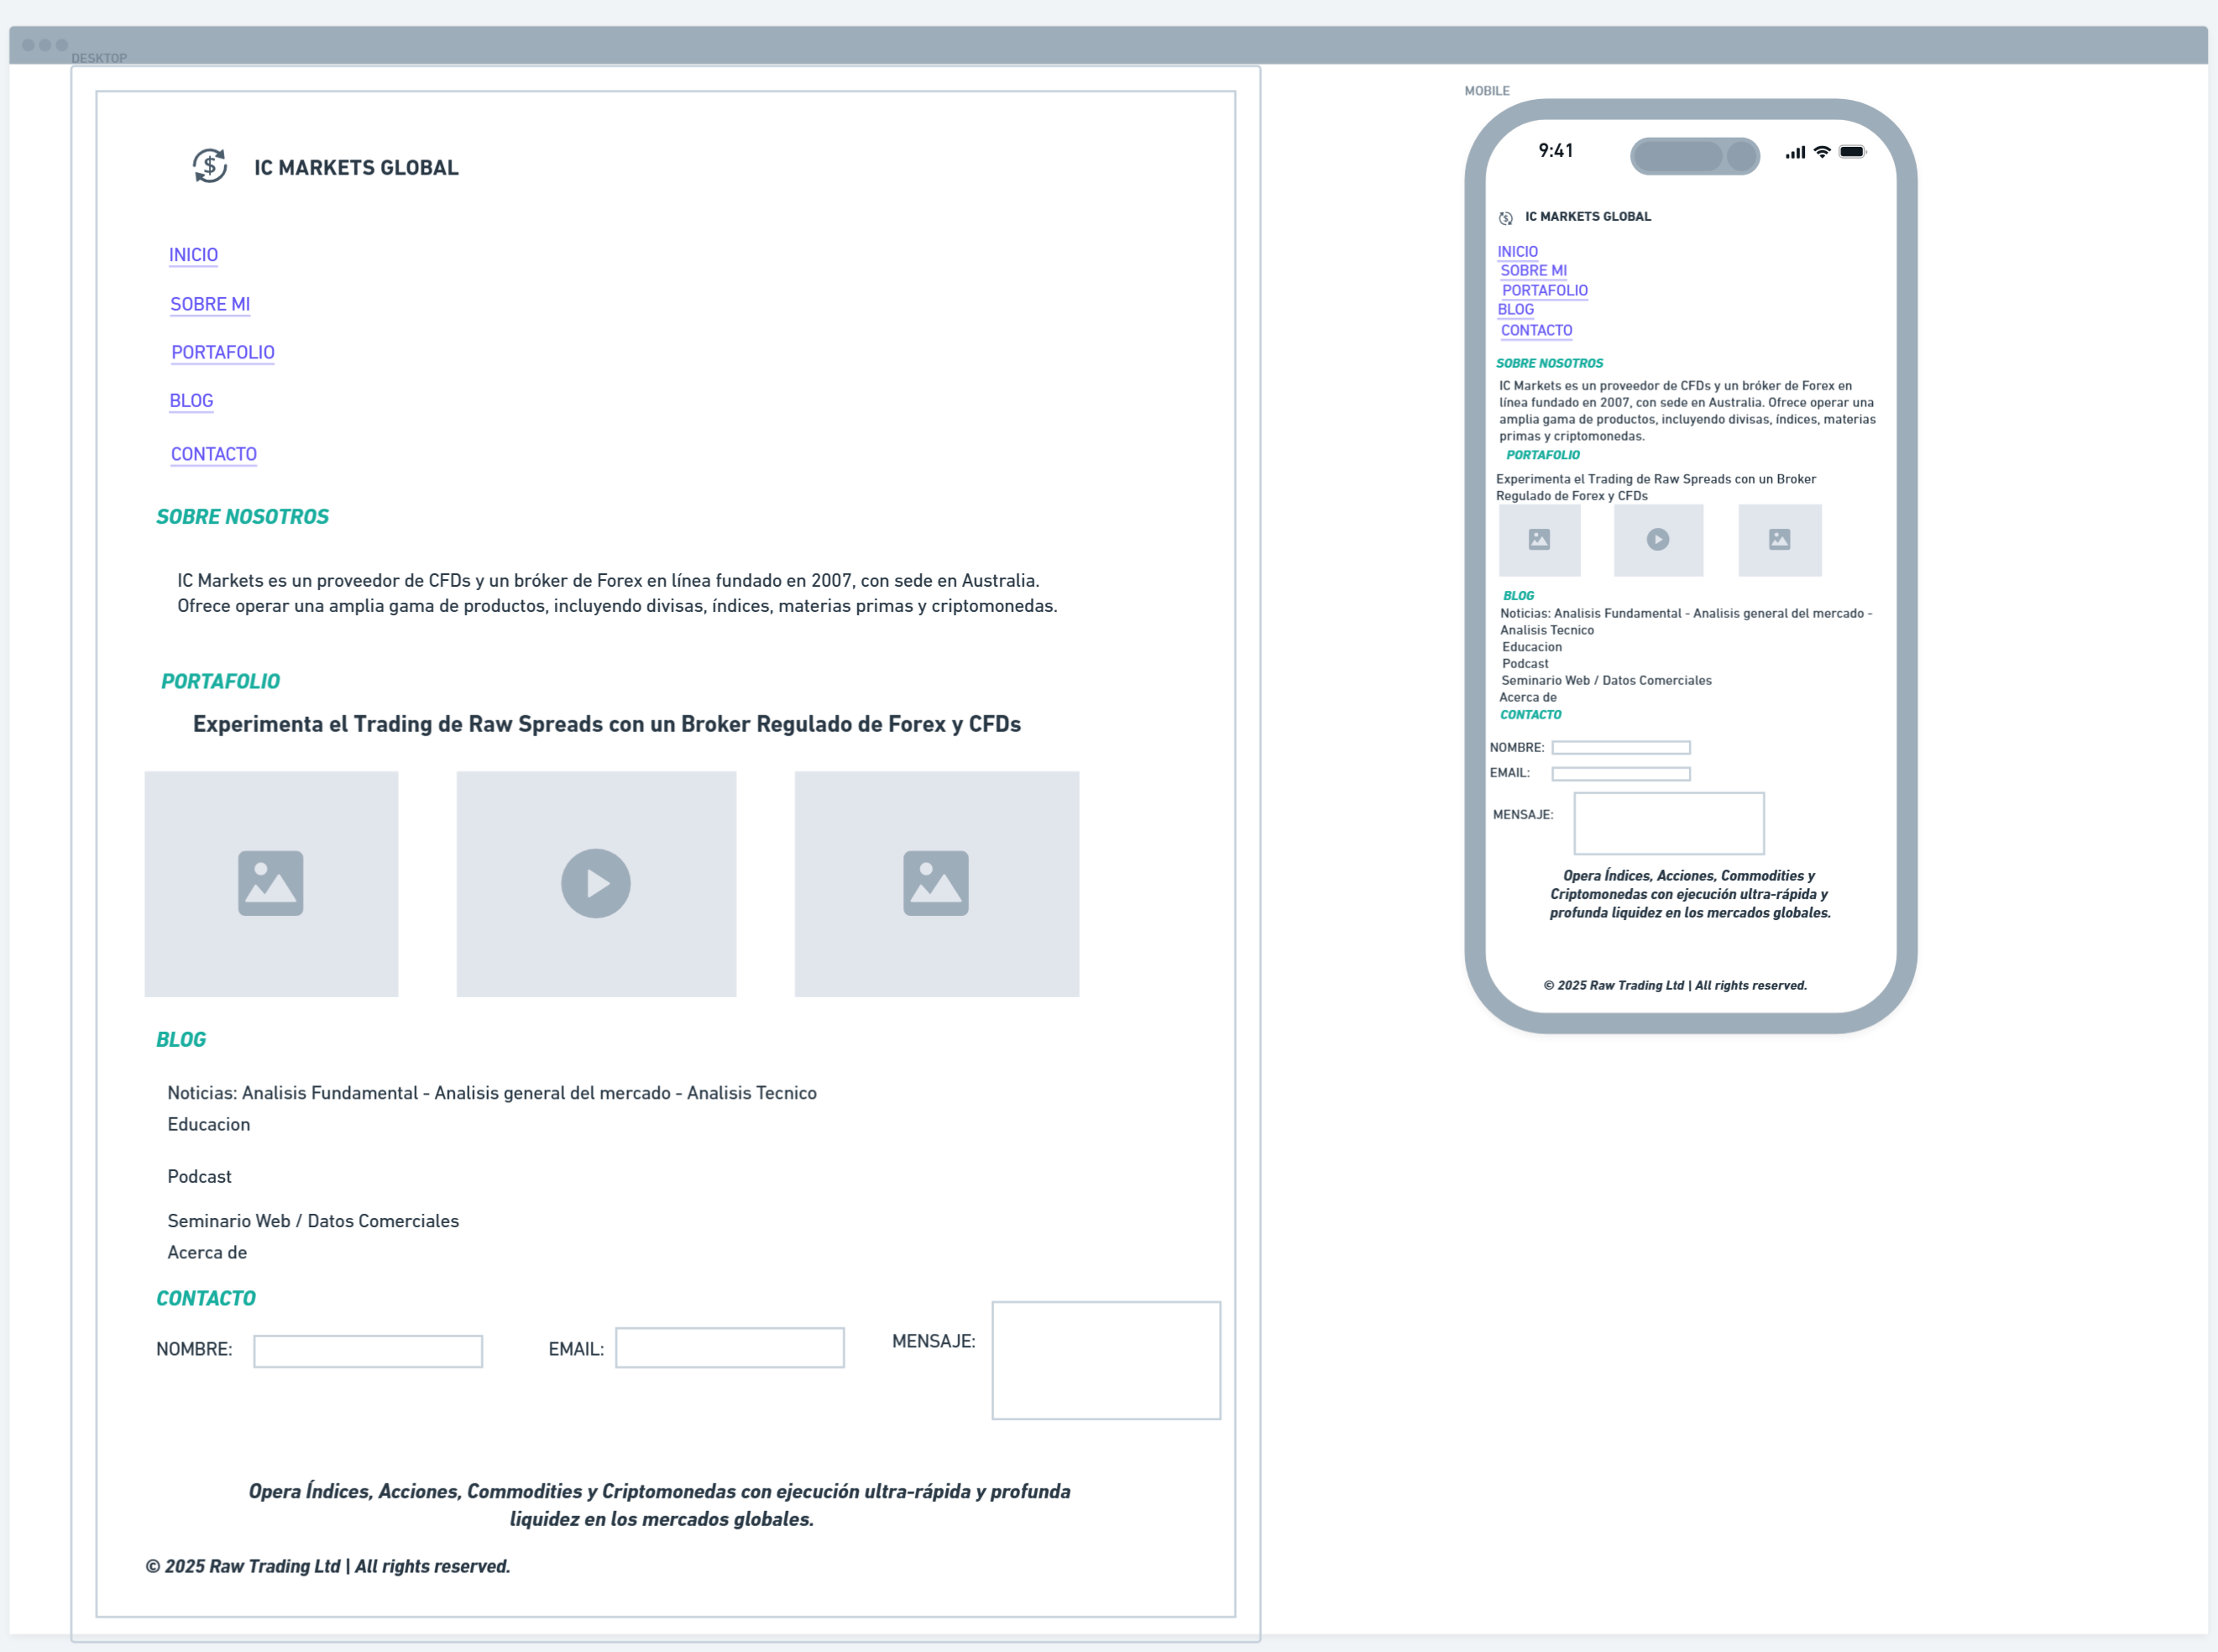 DESKTOP
IC MARKETS GLOBAL
INICIO
SOBRE MI
PORTAFOLIO
BLOG
CONTACTO
SOBRE NOSOTROS
IC Markets es un proveedor de CFDs y un bróker de Forex en línea fundado en 2007, con sede en Australia.
Ofrece operar una amplia gama de productos, incluyendo divisas, índices, materias primas y criptomonedas.
PORTAFOLIO
Experimenta el Trading de Raw Spreads con un Broker Regulado de Forex y CFDs
BLOG
Noticias: Analisis Fundamental - Analisis general del mercado - Analisis Tecnico
Educacion
Podcast
Seminario Web / Datos Comerciales
Acerca de
CONTACTO
NOMBRE:
EMAIL:
MENSAJE:
Opera Índices, Acciones, Commodities y Criptomonedas con ejecución ultra-rápida y profunda
liquidez en los mercados globales.
© 2025 Raw Trading Ltd | All rights reserved.
MOBILE
9:41
IC MARKETS GLOBAL
INICIO
SOBRE MI
PORTAFOLIO
BLOG
CONTACTO
SOBRE NOSOTROS
IC Markets es un proveedor de CFDs y un bróker de Forex en
línea fundado en 2007, con sede en Australia. Ofrece operar una
amplia gama de productos, incluyendo divisas, índices, materias
primas y criptomonedas.
PORTAFOLIO
Experimenta el Trading de Raw Spreads con un Broker
Regulado de Forex y CFDs
BLOG
Noticias: Analisis Fundamental - Analisis general del mercado -
Analisis Tecnico
Educacion
Podcast
Seminario Web / Datos Comerciales
Acerca de
CONTACTO
NOMBRE:
EMAIL:
MENSAJE:
Opera Índices, Acciones, Commodities y
Criptomonedas con ejecución ultra-rápida y
profunda liquidez en los mercados globales.
© 2025 Raw Trading Ltd | All rights reserved.